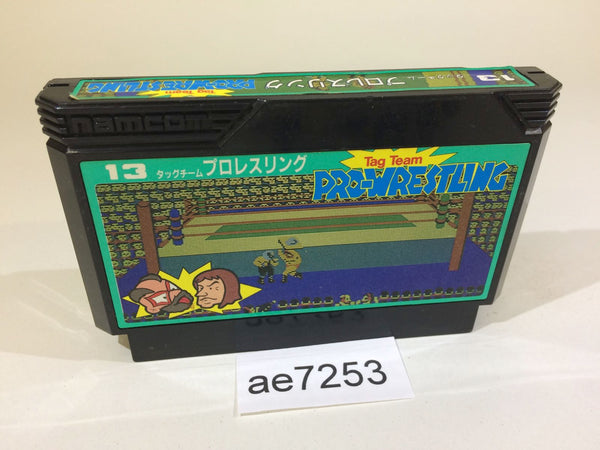 13 タッグチーム プロレスリング Tag Team PRO-WRESTLING
namcot
13 タッグチーム プロレスリング
Tag Team
PRO-WRESTLING
ae7253